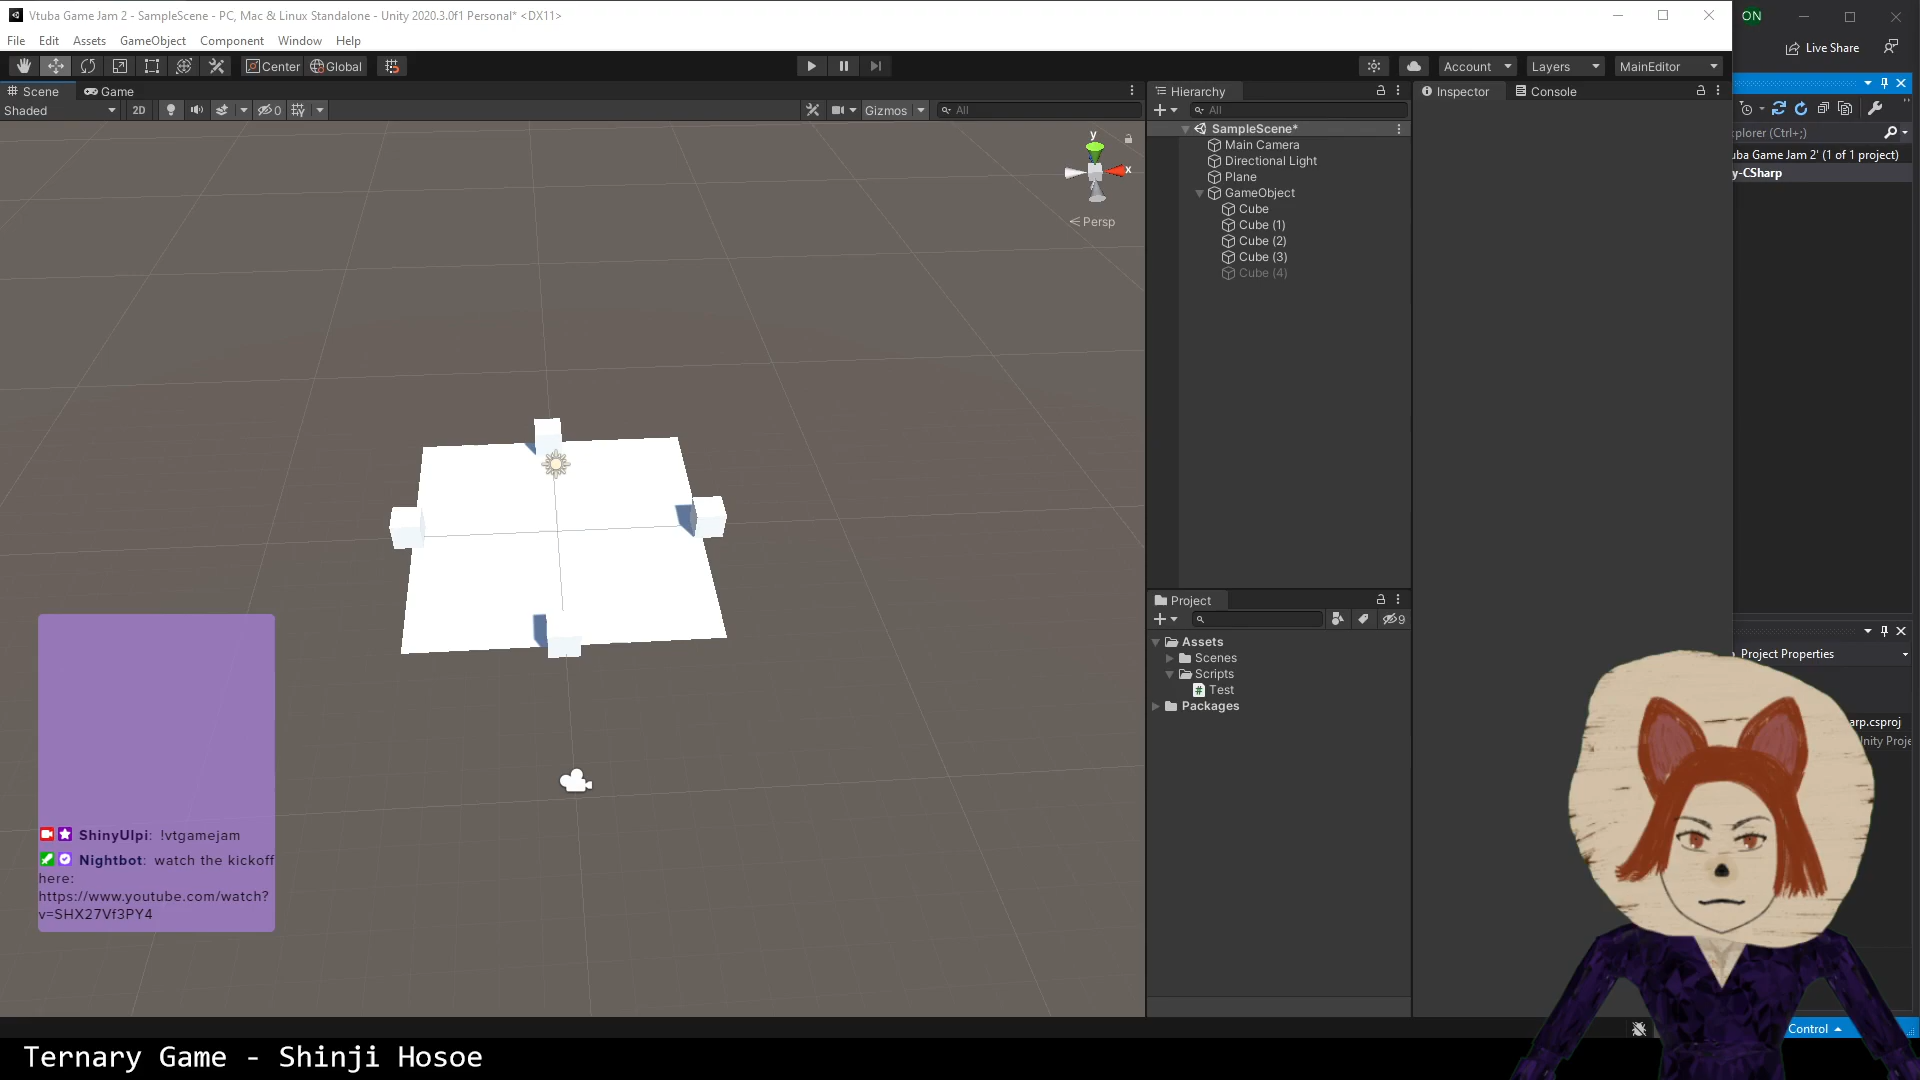 Vtuba Game Jam 2 - SampleScene - PC, Mac & Linux Standalone - Unity 2020.3.0f1 Personal* <DX11>
File Edit Assets GameObject Component Window Help
Center Global
Account Layers MainEditor
ON
Live Share
Scene Game
Shaded 2D 0 Gizmos All
y
x
Persp
Hierarchy
All
SampleScene*
Main Camera
Directional Light
Plane
GameObject
Cube
Cube (1)
Cube (2)
Cube (3)
Cube (4)
Inspector Console
plorer (Ctrl+;)
uba Game Jam 2' (1 of 1 project)
y-CSharp
Project
9
Assets
Scenes
Scripts
# Test
Packages
Project Properties
arp.csproj
Unity Proje
Control
ShinyUlpi: !vtgamejam
Nightbot: watch the kickoff
here:
https://www.youtube.com/watch?
v=SHX27Vf3PY4
Ternary Game - Shinji Hosoe